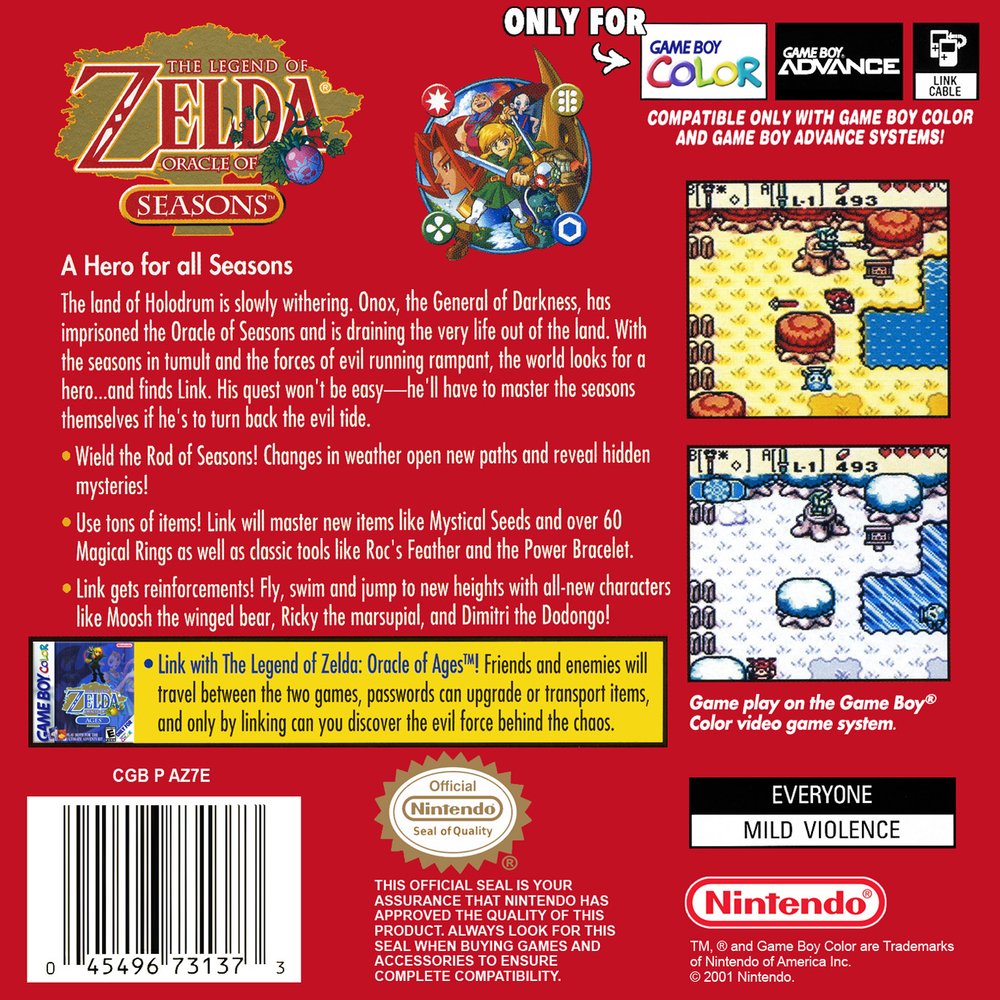 THE LEGEND OF
ZELDA®
ORACLE OF
SEASONS™
ONLY FOR
GAME BOY
COLOR
GAME BOY
ADVANCE
LINK
CABLE
COMPATIBLE ONLY WITH GAME BOY COLOR
AND GAME BOY ADVANCE SYSTEMS!
A Hero for all Seasons
The land of Holodrum is slowly withering. Onox, the General of Darkness, has
imprisoned the Oracle of Seasons and is draining the very life out of the land. With
the seasons in tumult and the forces of evil running rampant, the world looks for a
hero...and finds Link. His quest won't be easy—he'll have to master the seasons
themselves if he's to turn back the evil tide.
• Wield the Rod of Seasons! Changes in weather open new paths and reveal hidden
mysteries!
• Use tons of items! Link will master new items like Mystical Seeds and over 60
Magical Rings as well as classic tools like Roc's Feather and the Power Bracelet.
• Link gets reinforcements! Fly, swim and jump to new heights with all-new characters
like Moosh the winged bear, Ricky the marsupial, and Dimitri the Dodongo!
GAME BOY COLOR
ZELDA
AGES
• Link with The Legend of Zelda: Oracle of Ages™! Friends and enemies will
travel between the two games, passwords can upgrade or transport items,
and only by linking can you discover the evil force behind the chaos.
B A L-1 493
B A L-1 493
Game play on the Game Boy®
Color video game system.
CGB P AZ7E
0 45496 73137 3
Official
Nintendo
Seal of Quality
®
THIS OFFICIAL SEAL IS YOUR
ASSURANCE THAT NINTENDO HAS
APPROVED THE QUALITY OF THIS
PRODUCT. ALWAYS LOOK FOR THIS
SEAL WHEN BUYING GAMES AND
ACCESSORIES TO ENSURE
COMPLETE COMPATIBILITY.
EVERYONE
MILD VIOLENCE
Nintendo®
TM, ® and Game Boy Color are Trademarks
of Nintendo of America Inc.
© 2001 Nintendo.